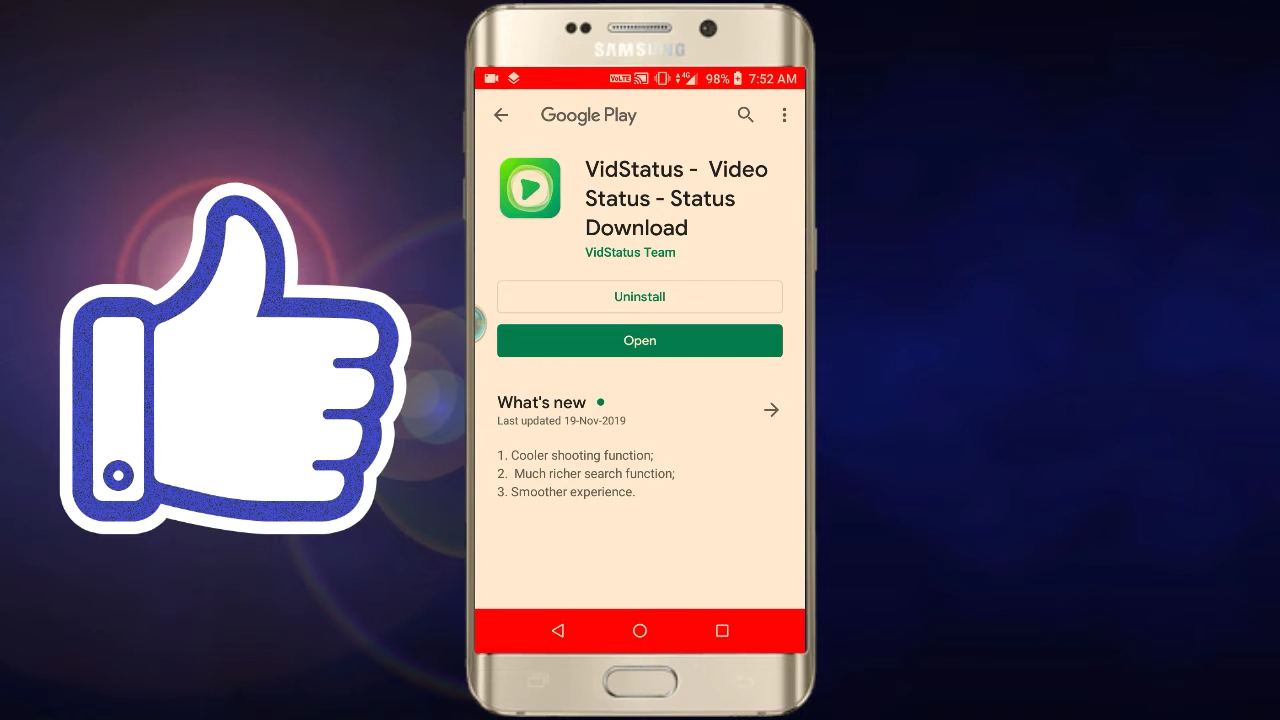 SAMSUNG
VoLTE 4G 98% 7:52 AM
Google Play
VidStatus - Video
Status - Status
Download
VidStatus Team
Uninstall
Open
What's new
Last updated 19-Nov-2019
1. Cooler shooting function;
2. Much richer search function;
3. Smoother experience.